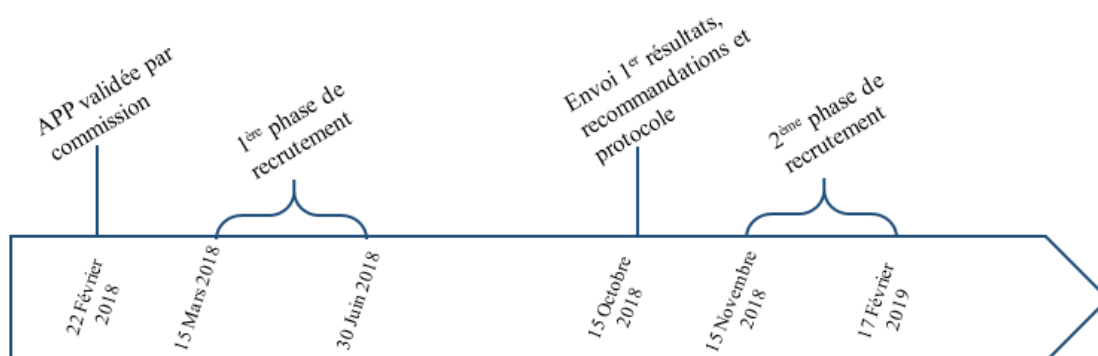 APP validée par
commission
1ère phase de
recrutement
Envoi 1er résultats,
recommandations et
protocole
2ème phase de
recrutement
22 Février
2018
15 Mars 2018
30 Juin 2018
15 Octobre
2018
15 Novembre
2018
17 Février
2019